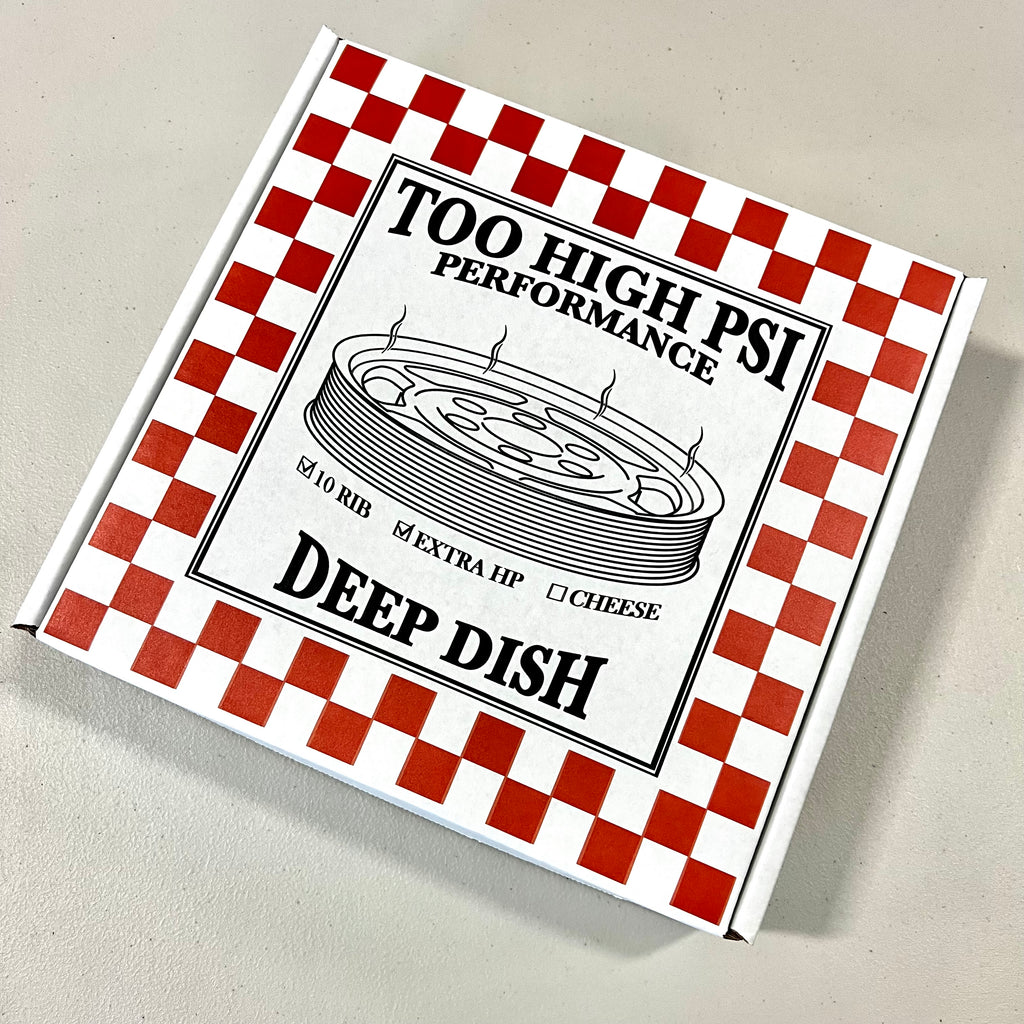 TOO HIGH PSI
PERFORMANCE
☑ 10 RIB ☑ EXTRA HP ☐ CHEESE
DEEP DISH